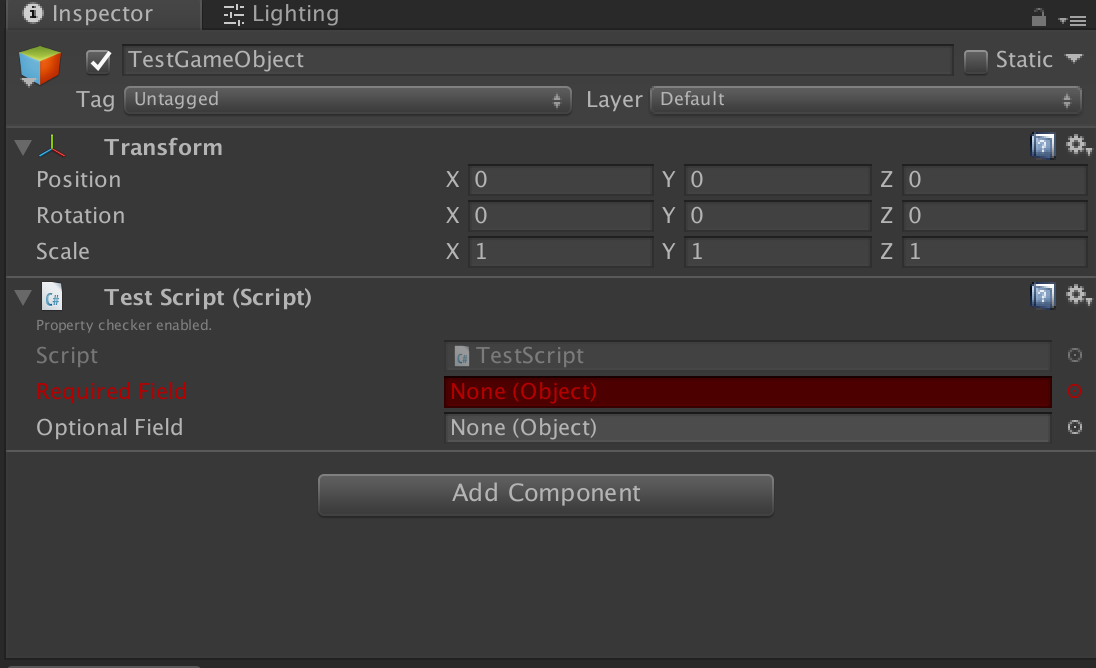 Inspector Lighting
TestGameObject Static
Tag Untagged Layer Default
Transform
Position X 0 Y 0 Z 0
Rotation X 0 Y 0 Z 0
Scale X 1 Y 1 Z 1
C# Test Script (Script)
Property checker enabled.
Script C# TestScript
Required Field None (Object)
Optional Field None (Object)
Add Component